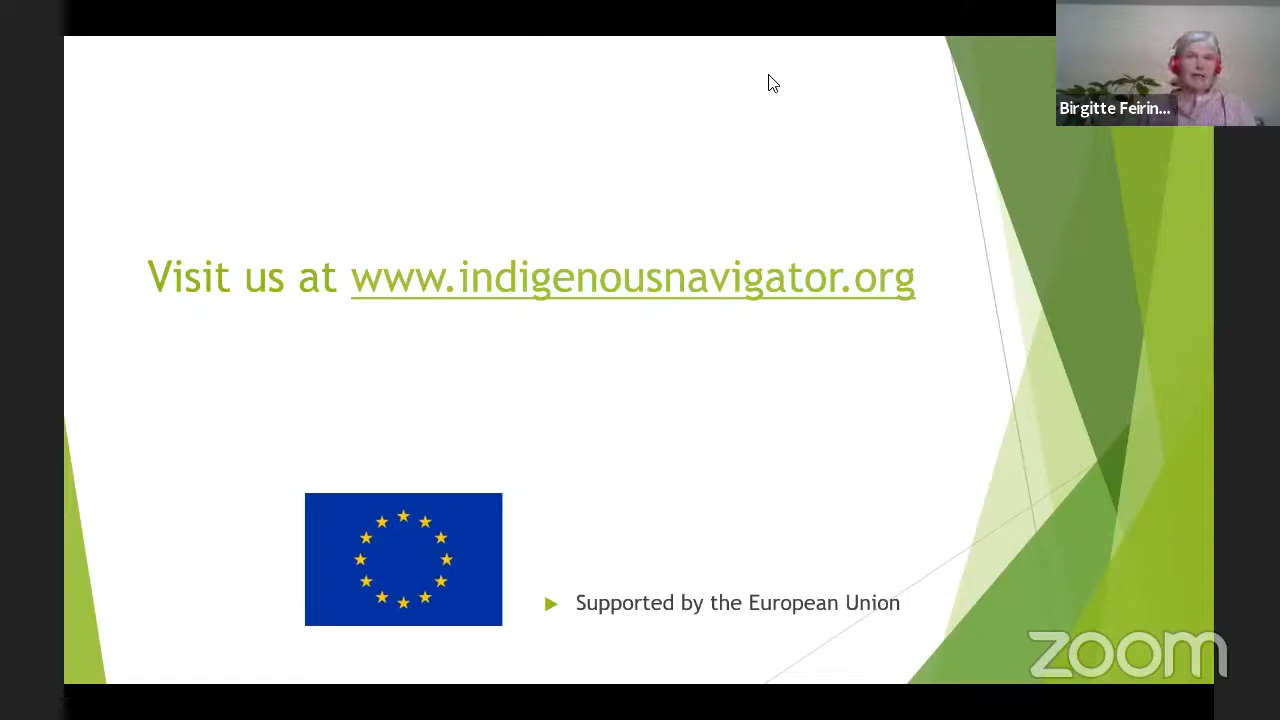 Birgitte Feirin...
Visit us at www.indigenousnavigator.org
Supported by the European Union
zoom